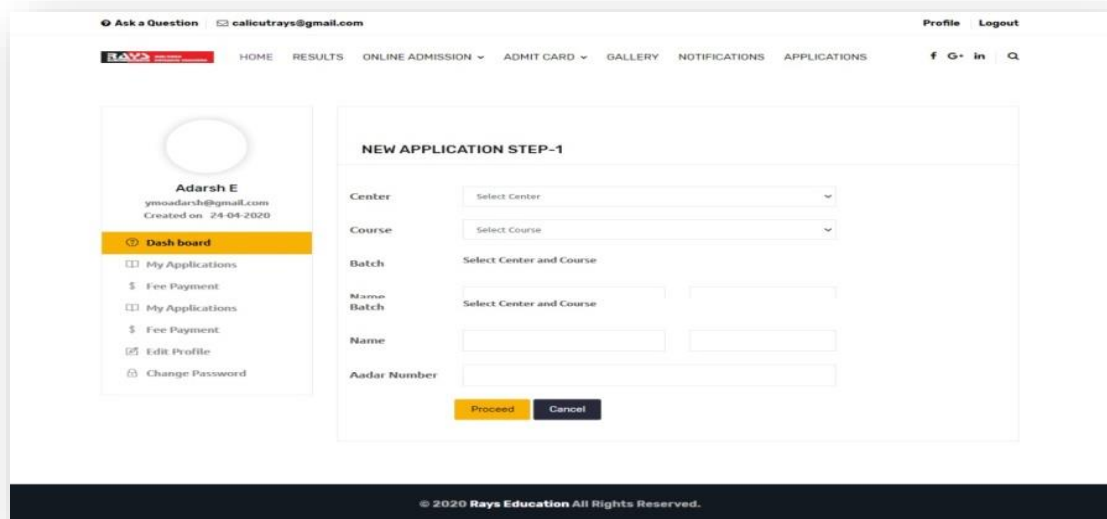 Ask a Question calicutrays@gmail.com Profile Logout
RAYS HOME RESULTS ONLINE ADMISSION ADMIT CARD GALLERY NOTIFICATIONS APPLICATIONS f G+ in
Adarsh E
ymoadarsh@gmail.com
Created on 24-04-2020
Dash board
My Applications
$ Fee Payment
My Applications
$ Fee Payment
Edit Profile
Change Password
NEW APPLICATION STEP-1
Center Select Center
Course Select Course
Batch Select Center and Course
Name
Batch Select Center and Course
Name
Aadar Number
Proceed Cancel
© 2020 Rays Education All Rights Reserved.